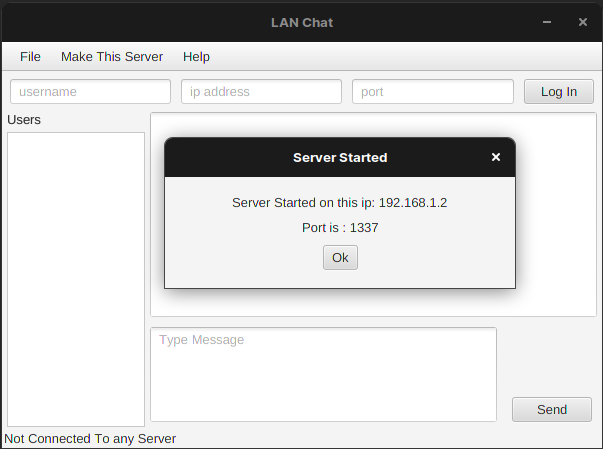 LAN Chat
File Make This Server Help
username ip address port Log In
Users
Server Started
Server Started on this ip: 192.168.1.2
Port is : 1337
Ok
Type Message
Send
Not Connected To any Server